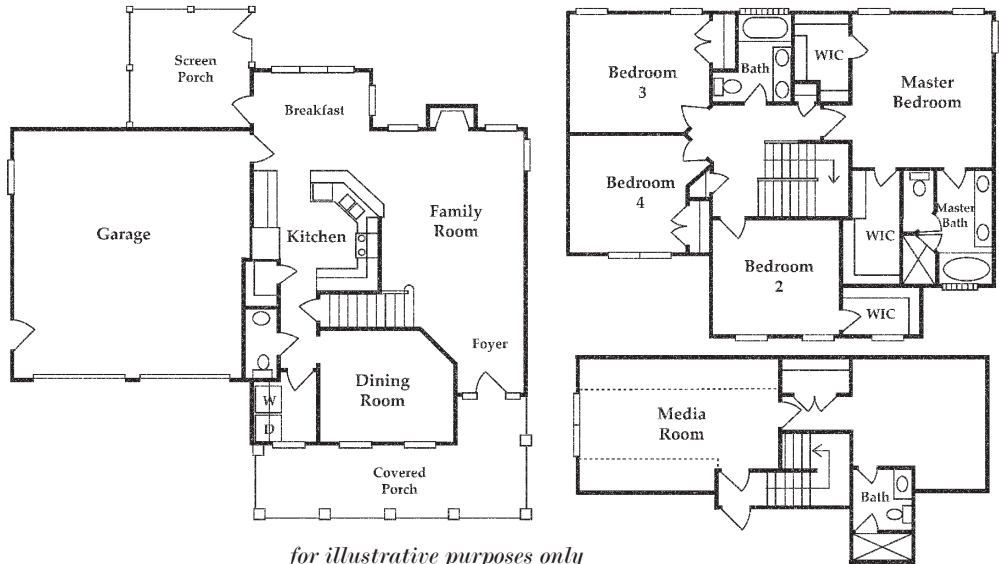 Screen
Porch
Breakfast
Garage
Kitchen
Family
Room
Foyer
Dining
Room
W
D
Covered
Porch
Bedroom
3
Bath
WIC
Master
Bedroom
Bedroom
4
Bedroom
2
WIC
Master
Bath
WIC
Media
Room
Bath
for illustrative purposes only